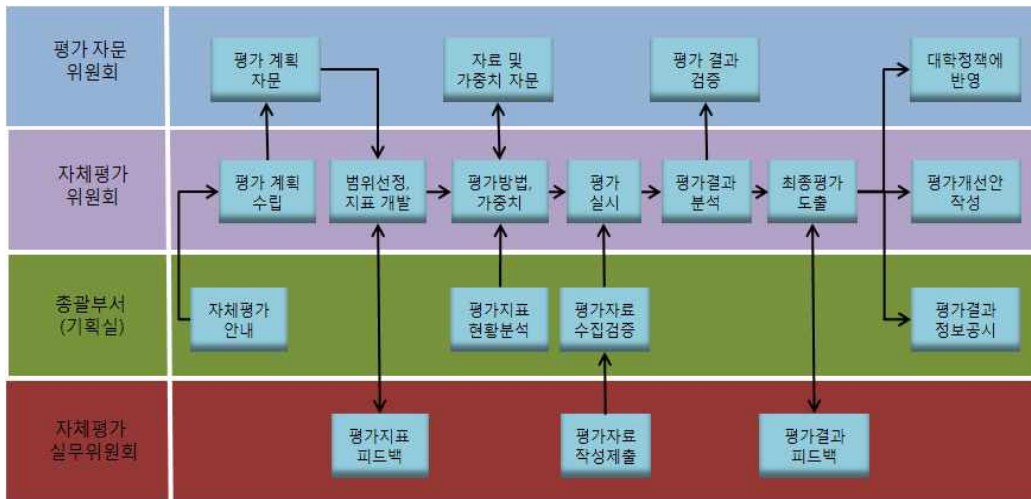 평가 자문
위원회
평가 계획
자문
자료 및
가중치 자문
평가 결과
검증
대학정책에
반영
자체평가
위원회
평가 계획
수립
범위선정,
지표 개발
평가방법,
가중치
평가
실시
평가결과
분석
최종평가
도출
평가개선안
작성
총괄부서
(기획실)
자체평가
안내
평가지표
현황분석
평가자료
수집검증
평가결과
정보공시
자체평가
실무위원회
평가지표
피드백
평가자료
작성제출
평가결과
피드백